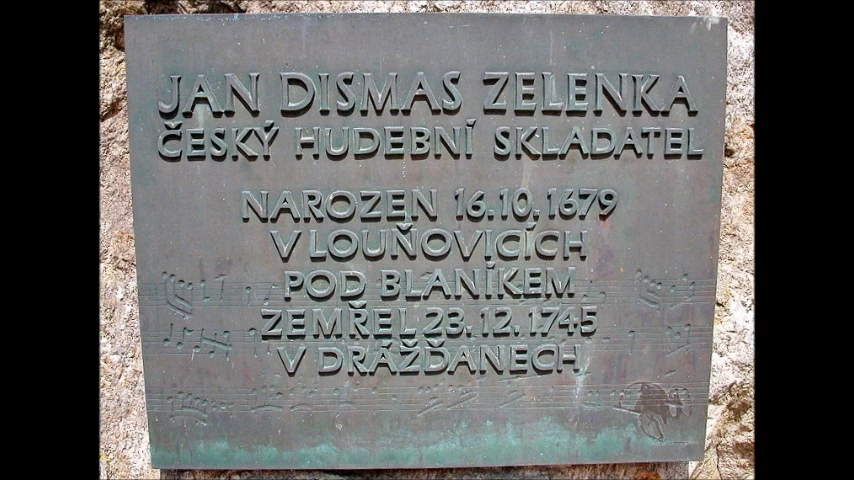 JAN DISMAS ZELENKA
ČESKÝ HUDEBNÍ SKLADATEL
NAROZEN 16.10.1679
V LOUŇOVICÍCH
POD BLANÍKEM
ZEMŘEL 23.12.1745
V DRÁŽĎANECH